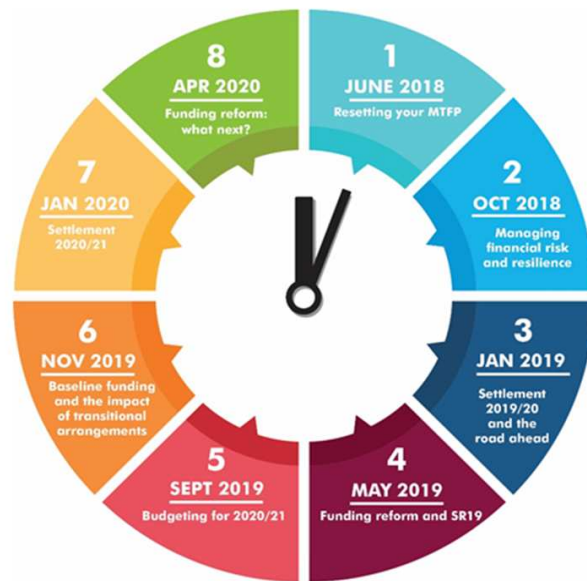 1
JUNE 2018
Resetting your MTFP
2
OCT 2018
Managing
financial risk
and resilience
3
JAN 2019
Settlement
2019/20
and the
road ahead
4
MAY 2019
Funding reform and SR19
5
SEPT 2019
Budgeting for 2020/21
6
NOV 2019
Baseline funding
and the impact
of transitional
arrangements
7
JAN 2020
Settlement
2020/21
8
APR 2020
Funding reform:
what next?